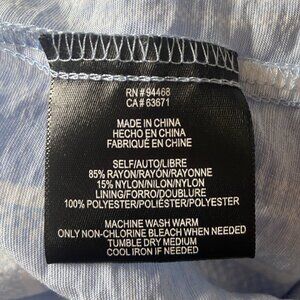 RN # 94468
CA # 63671
MADE IN CHINA
HECHO EN CHINA
FABRIQUÉ EN CHINE
SELF/AUTO/LIBRE
85% RAYON/RAYÓN/RAYONNE
15% NYLON/NILON/NYLON
LINING/FORRO/DOUBLURE
100% POLYESTER/POLIÉSTER/POLYESTER
MACHINE WASH WARM
ONLY NON-CHLORINE BLEACH WHEN NEEDED
TUMBLE DRY MEDIUM
COOL IRON IF NEEDED